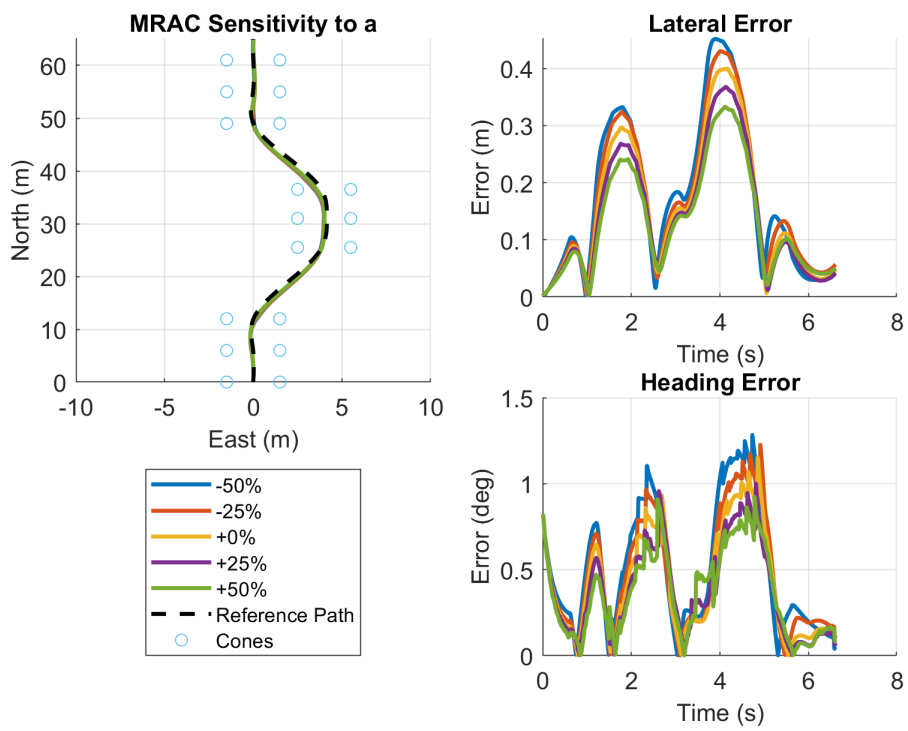 MRAC Sensitivity to a
60
50
40
30
20
10
0
North (m)
-10 -5 0 5 10
East (m)
-50%
-25%
+0%
+25%
+50%
Reference Path
Cones
Lateral Error
0.4
0.3
0.2
0.1
0
Error (m)
0 2 4 6 8
Time (s)
Heading Error
1.5
1
0.5
0
Error (deg)
0 2 4 6 8
Time (s)